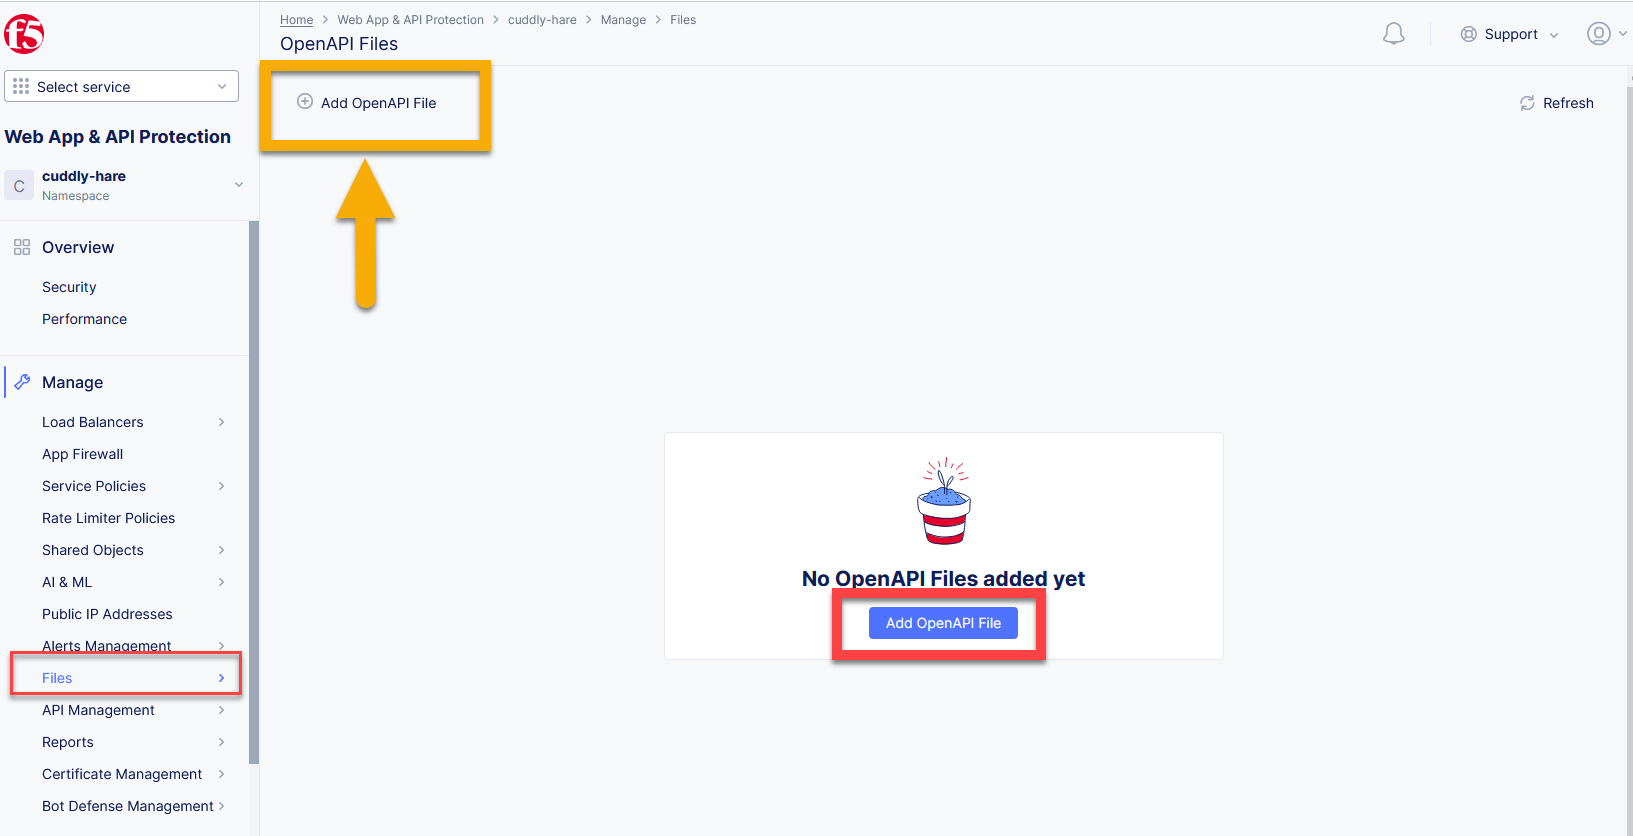 f5
Home > Web App & API Protection > cuddly-hare > Manage > Files
OpenAPI Files
Support
Select service
Add OpenAPI File
Refresh
Web App & API Protection
C
cuddly-hare
Namespace
Overview
Security
Performance
Manage
Load Balancers
App Firewall
Service Policies
Rate Limiter Policies
Shared Objects
AI & ML
Public IP Addresses
Alerts Management
Files
API Management
Reports
Certificate Management
Bot Defense Management
No OpenAPI Files added yet
Add OpenAPI File